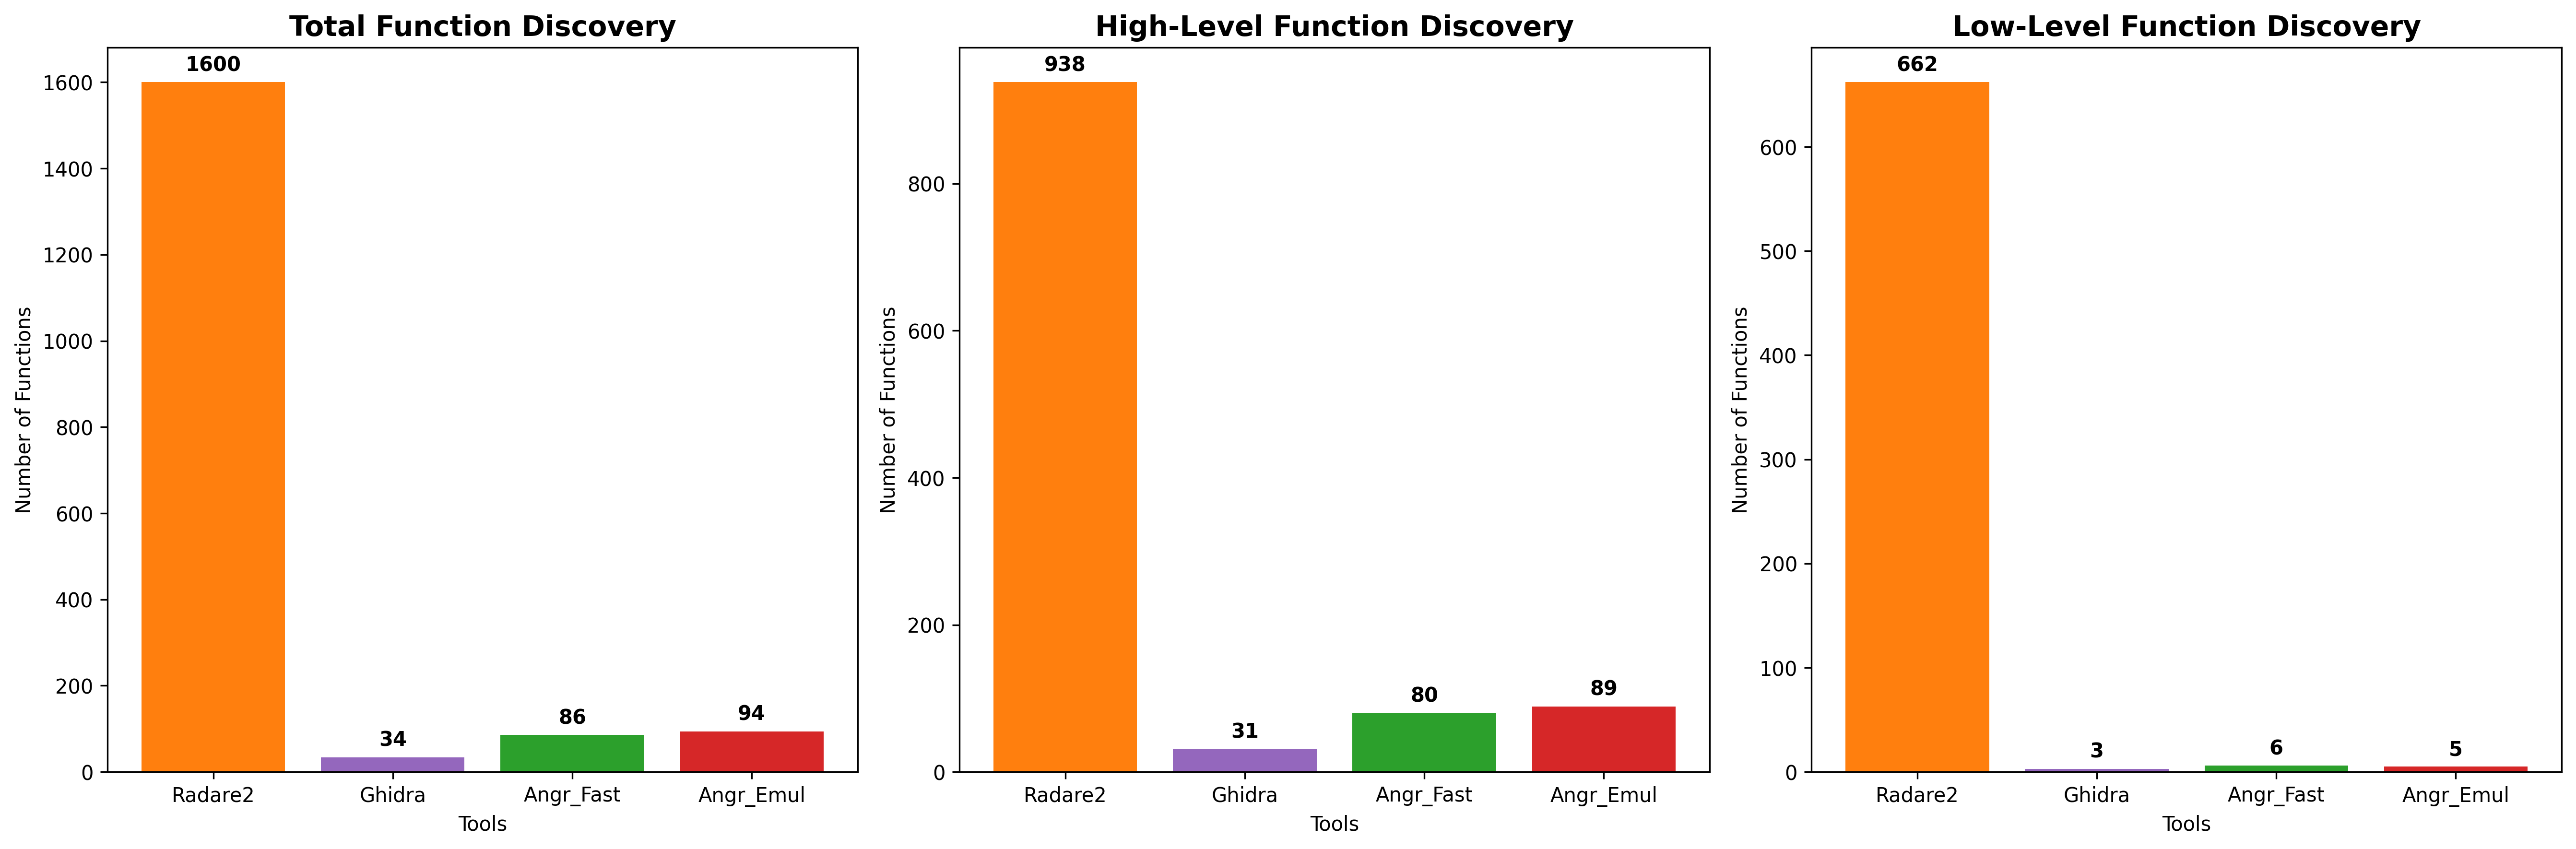 Total Function Discovery
Number of Functions
1600
1400
1200
1000
800
600
400
200
0
1600
34
86
94
Radare2 Ghidra Angr_Fast Angr_Emul
Tools
High-Level Function Discovery
Number of Functions
800
600
400
200
0
938
31
80
89
Radare2 Ghidra Angr_Fast Angr_Emul
Tools
Low-Level Function Discovery
Number of Functions
600
500
400
300
200
100
0
662
3
6
5
Radare2 Ghidra Angr_Fast Angr_Emul
Tools